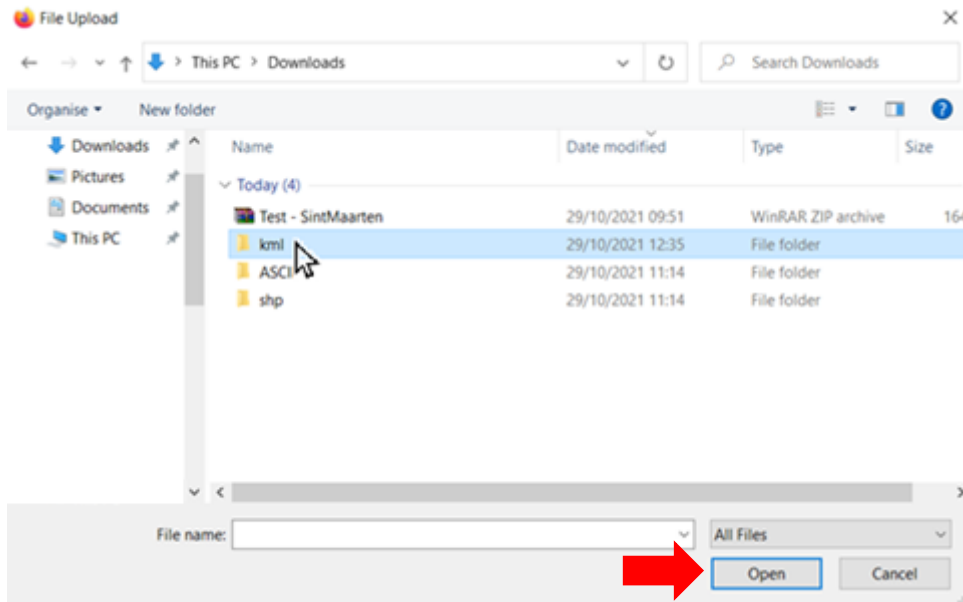 File Upload
This PC > Downloads
Search Downloads
Organise New folder
Downloads
Pictures
Documents
This PC
Name Date modified Type Size
Today (4)
Test - SintMaarten 29/10/2021 09:51 WinRAR ZIP archive
kml 29/10/2021 12:35 File folder
ASCI 29/10/2021 11:14 File folder
shp 29/10/2021 11:14 File folder
File name: All Files
Open Cancel